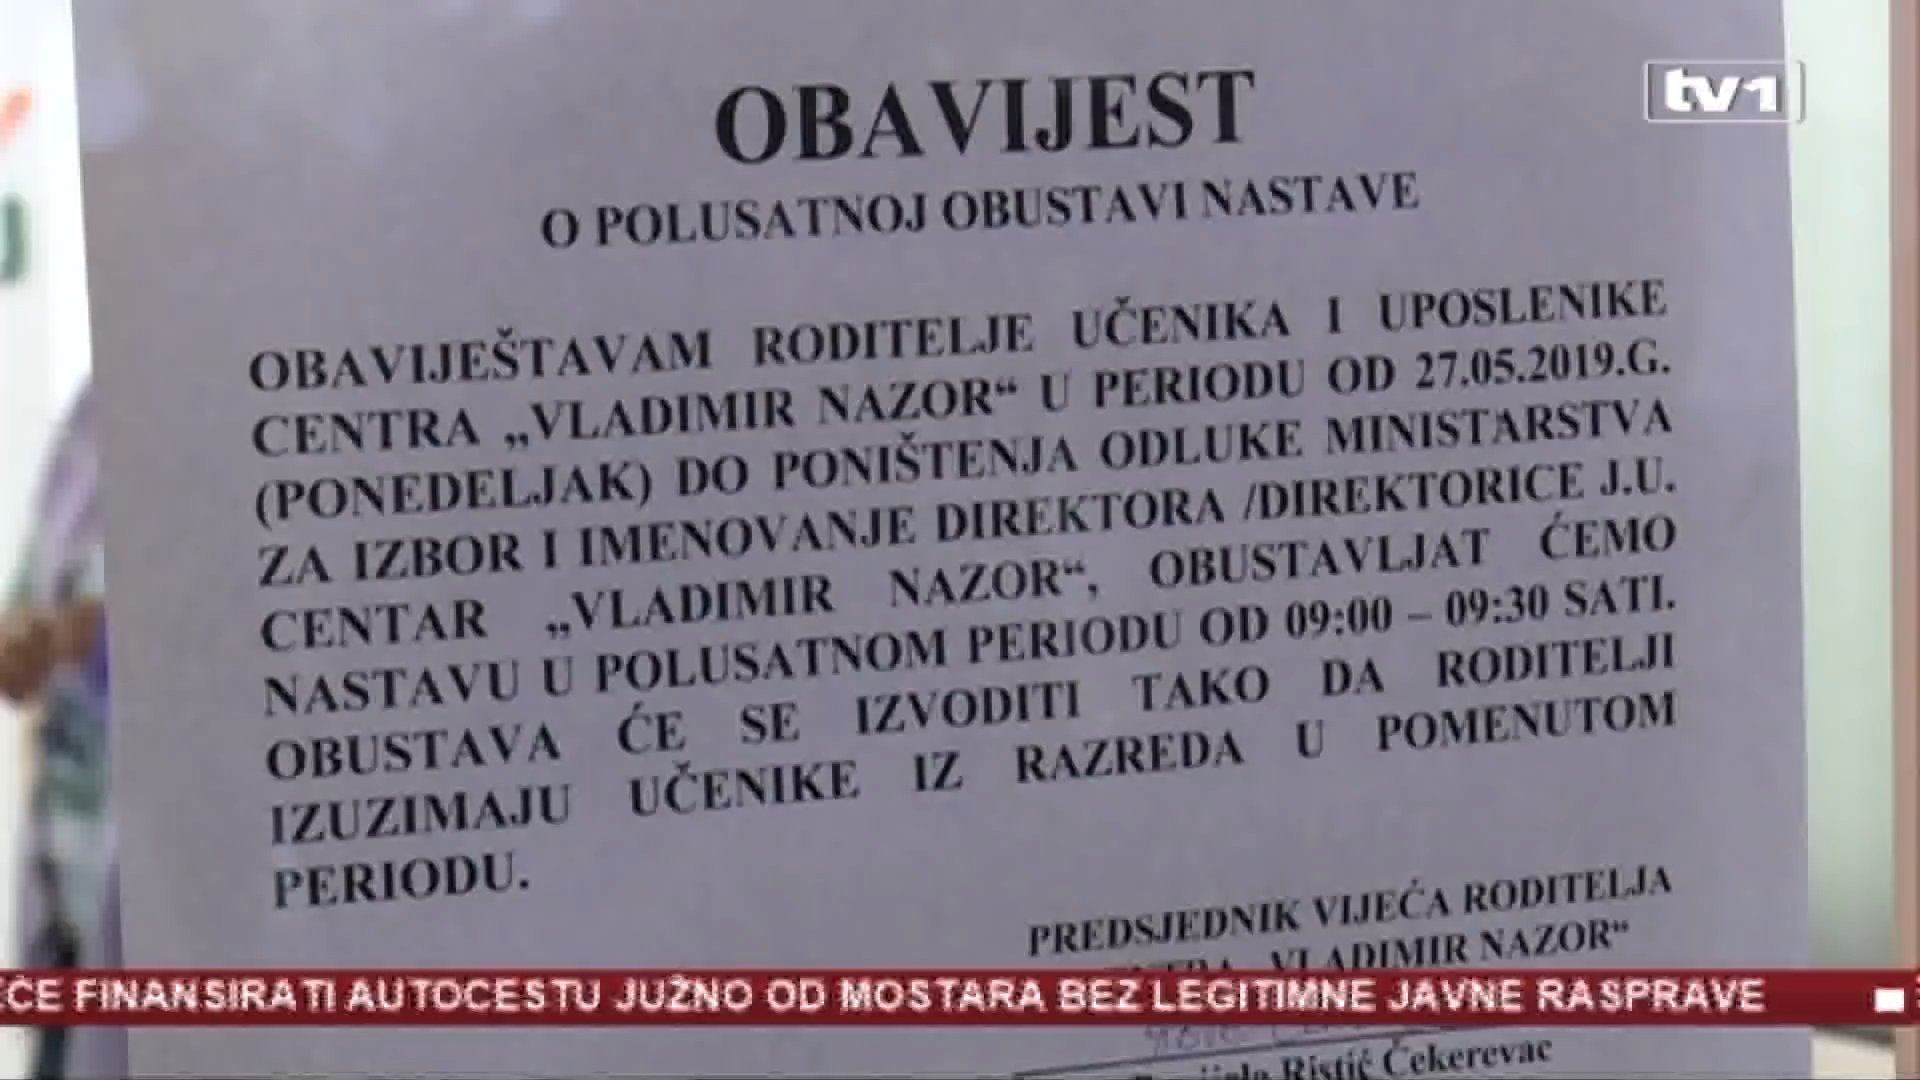 tv1
OBAVIJEST
O POLUSATNOJ OBUSTAVI NASTAVE
OBAVIJEŠTAVAM RODITELJE UČENIKA I UPOSLENIKE
CENTRA „VLADIMIR NAZOR“ U PERIODU OD 27.05.2019.G.
(PONEDELJAK) DO PONIŠTENJA ODLUKE MINISTARSTVA
ZA IZBOR I IMENOVANJE DIREKTORA /DIREKTORICE J.U.
CENTAR „VLADIMIR NAZOR“, OBUSTAVLJAT ĆEMO
NASTAVU U POLUSATNOM PERIODU OD 09:00 – 09:30 SATI.
OBUSTAVA ĆE SE IZVODITI TAKO DA RODITELJI
IZUZIMAJU UČENIKE IZ RAZREDA U POMENUTOM
PERIODU.
PREDSJEDNIK VIJEĆA RODITELJA
„VLADIMIR NAZOR“
FINANSIRATI AUTOCESTU JUŽNO OD MOSTARA BEZ LEGITIMNE JAVNE RASPRAVE
Ristić Čekerevac